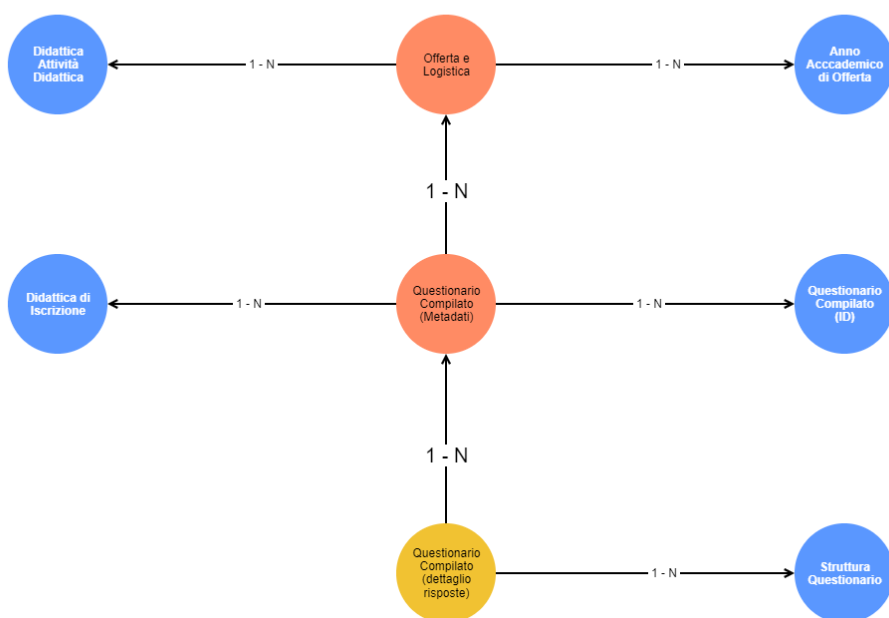 Didattica
Attività
Didattica
1 - N
Offerta e
Logistica
1 - N
Anno
Acccademico
di Offerta
1 - N
Didattica di
Iscrizione
1 - N
Questionario
Compilato
(Metadati)
1 - N
Questionario
Compilato
(ID)
1 - N
Questionario
Compilato
(dettaglio
risposte)
1 - N
Struttura
Questionario